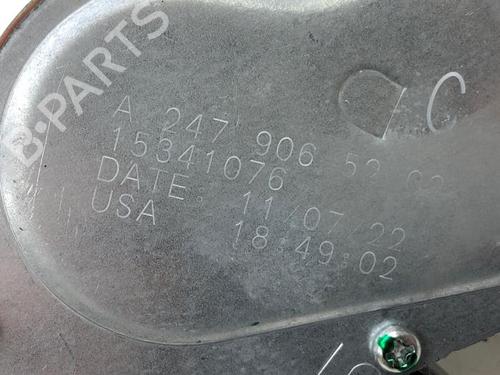 B-PARTS
C
A 247 906 52 02
15341076
DATE. 11/07/22
USA 18:49:02